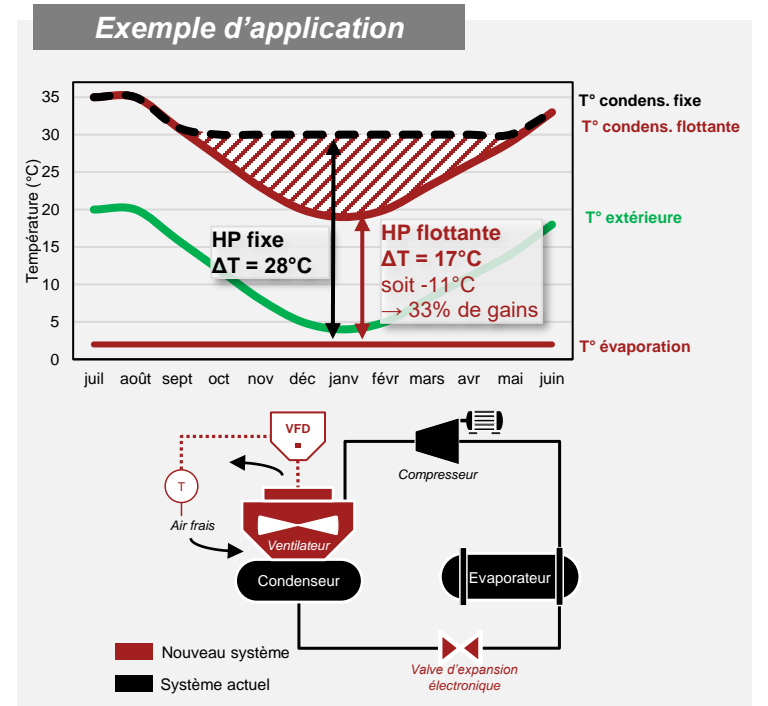 Exemple d'application
35
30
25
20
15
10
5
0
Température (°C)
juil août sept oct nov déc janv févr mars avr mai juin
T° condens. fixe
T° condens. flottante
T° extérieure
T° évaporation
HP fixe
ΔT = 28°C
HP flottante
ΔT = 17°C
soit -11°C
→ 33% de gains
VFD
T
Air frais
Ventilateur
Condenseur
Compresseur
Evaporateur
Valve d'expansion
électronique
Nouveau système
Système actuel